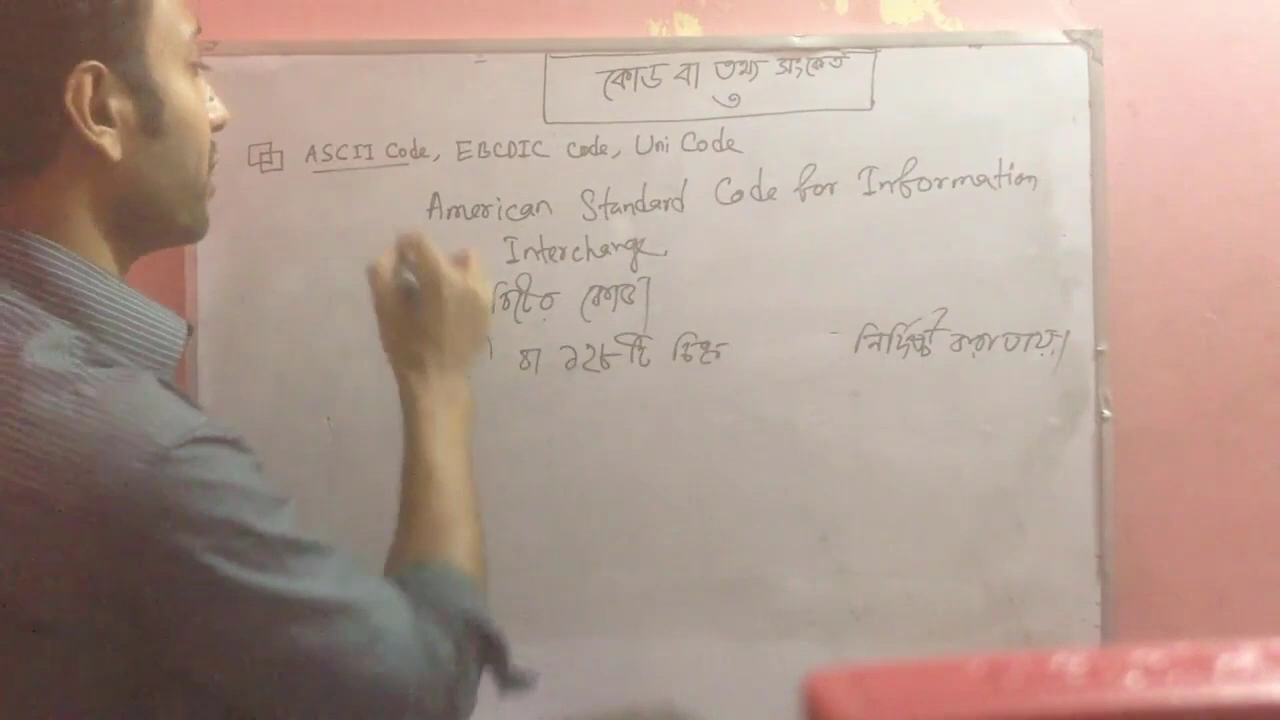 কোড বা তথ্য সংকেত
ASCII Code, EBCDIC Code, Uni Code
American Standard Code for Information
Interchange
বিটের কোড।
বা ১২৮টি চিহ্ন নির্দিষ্ট করা যায়।